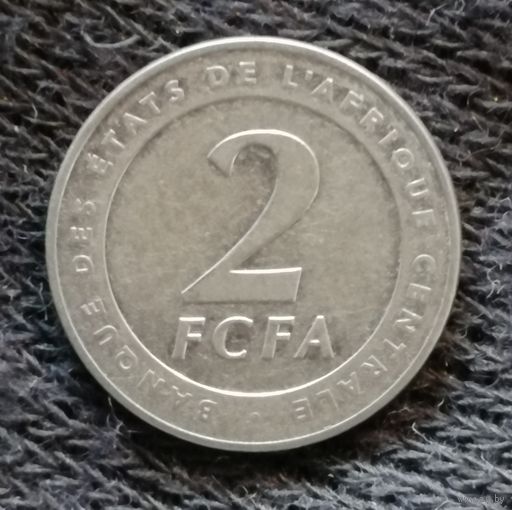 BANQUE DES ÉTATS DE L'AFRIQUE CENTRALE ·
2
FCFA